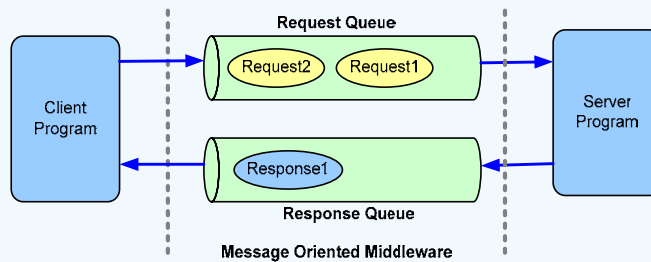 Request Queue
Request2
Request1
Client
Program
Server
Program
Response1
Response Queue
Message Oriented Middleware